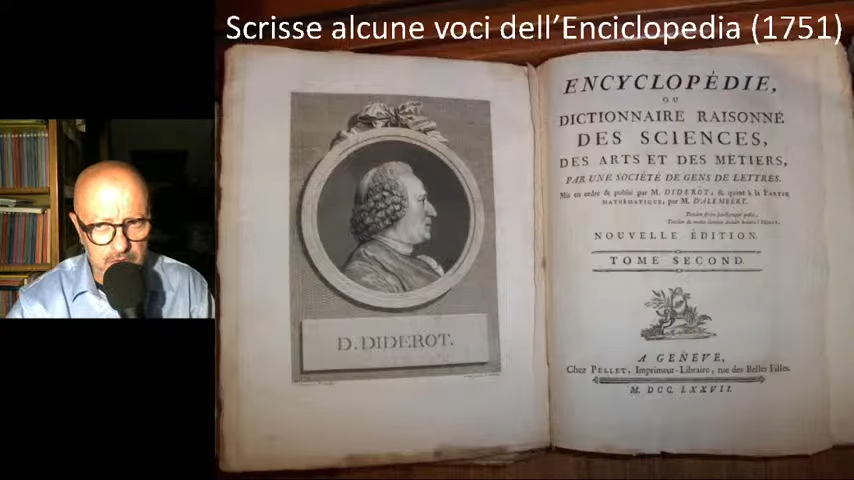 Scrisse alcune voci dell’Enciclopedia (1751)
D. DIDEROT.
ENCYCLOPÉDIE,
OU
DICTIONNAIRE RAISONNÉ
DES SCIENCES,
DES ARTS ET DES MÉTIERS,
PAR UNE SOCIÉTÉ DE GENS DE LETTRES.
Mis en ordre & publié par M. DIDEROT; & quant à la PARTIE
MATHÉMATIQUE, par M. D'ALEMBERT.
NOUVELLE ÉDITION.
TOME SECOND.
A GENEVE,
Chez PELLET, Imprimeur-Libraire, rue des Belles Filles.
M. DCC. LXXVII.